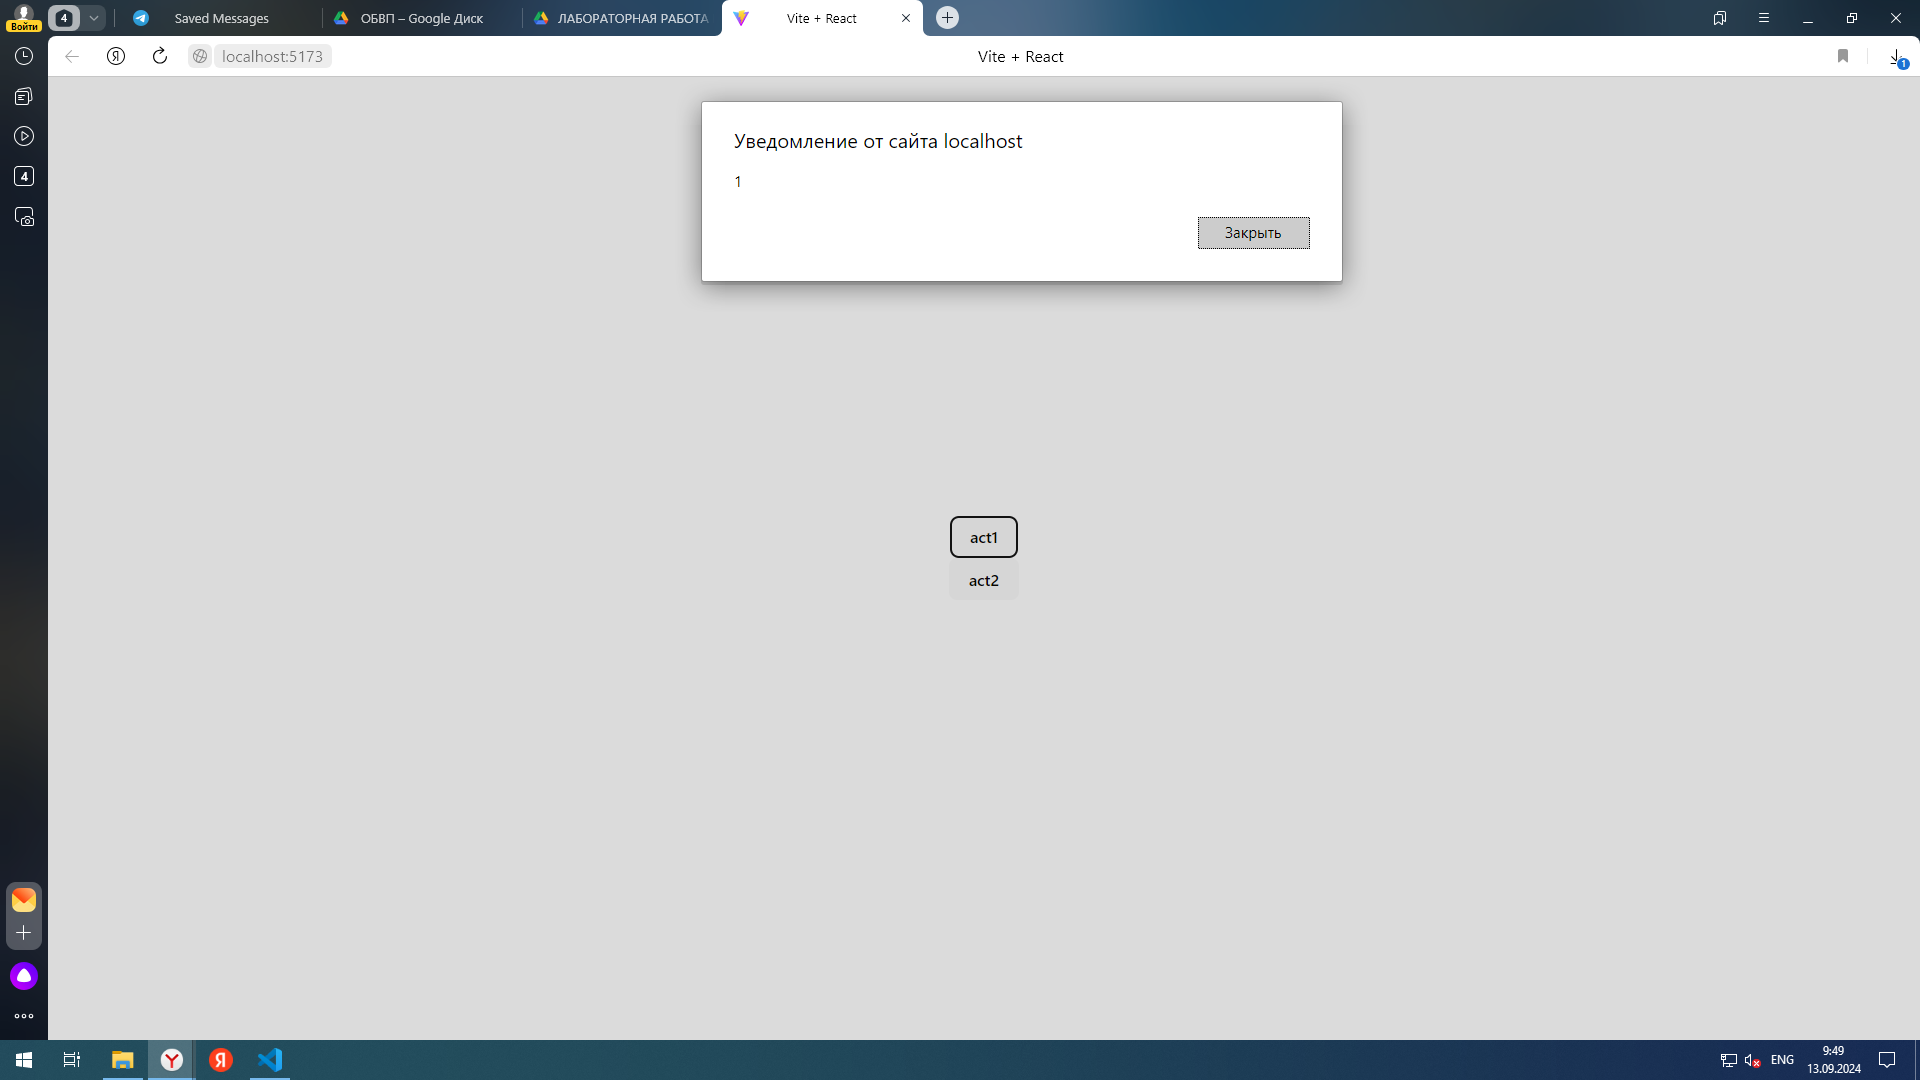 4
Saved Messages
ОБВП – Google Диск
ЛАБОРАТОРНАЯ РАБОТА
Vite + React
Войти
Я
localhost:5173
Vite + React
1
4
Уведомление от сайта localhost
1
Закрыть
act1
act2
Я
ENG
9:49
13.09.2024